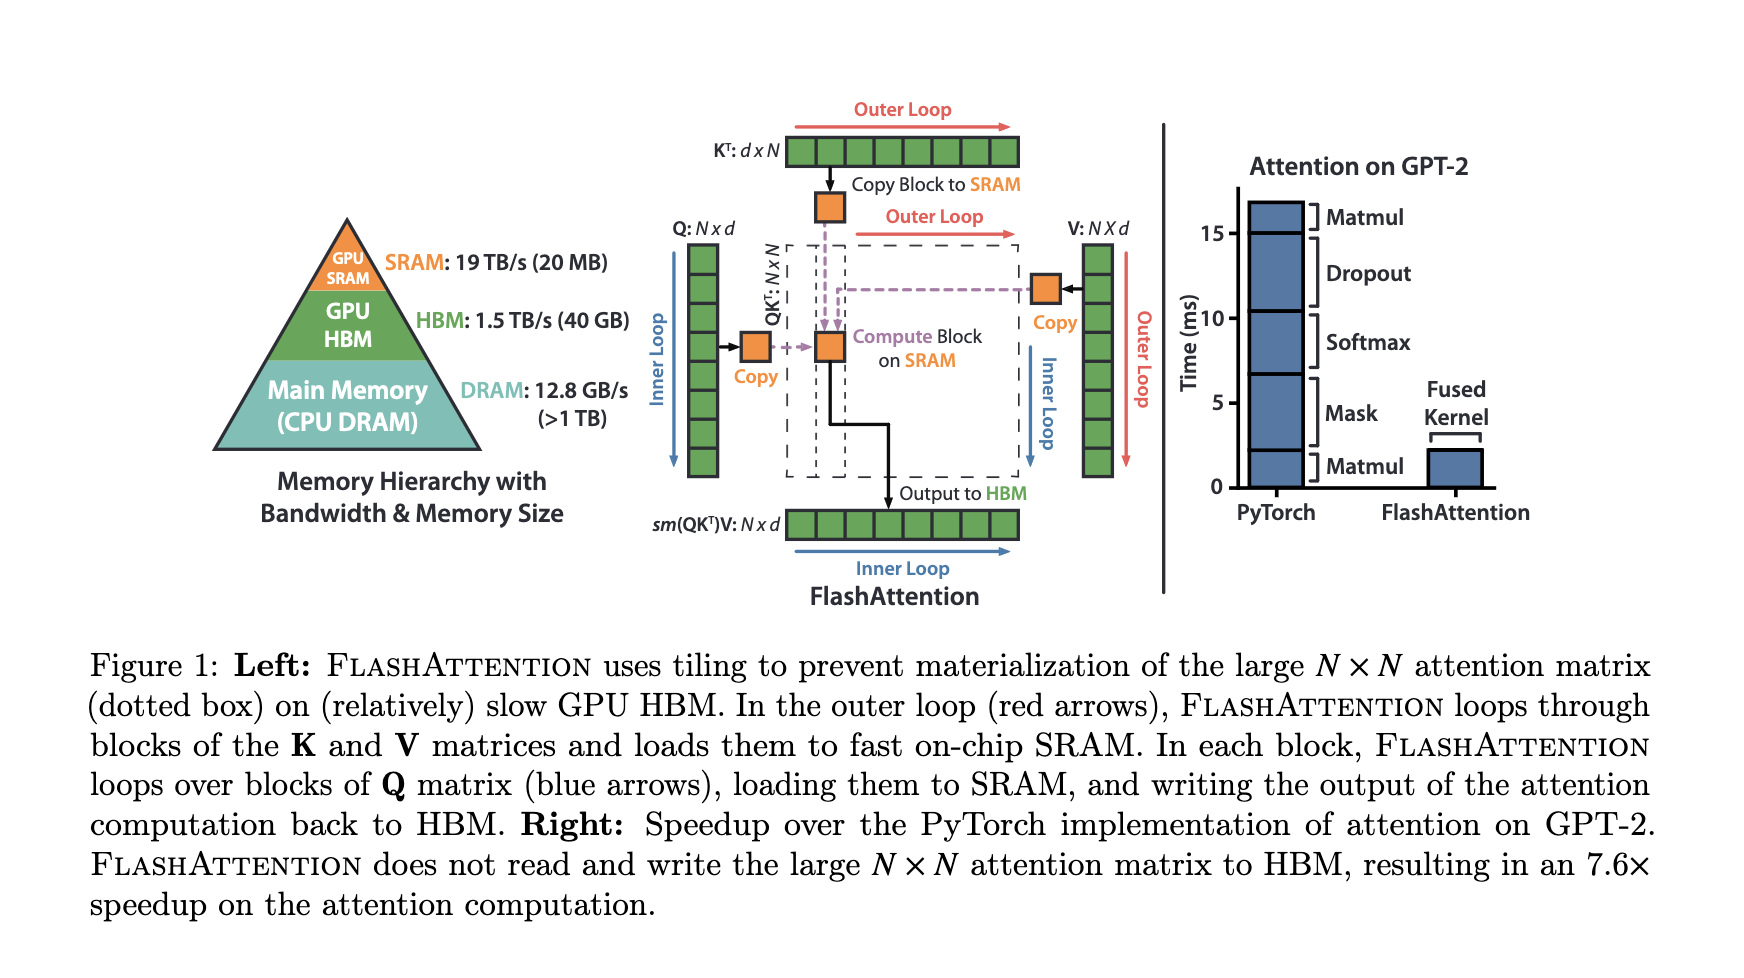 GPU
SRAM
GPU
HBM
Main Memory
(CPU DRAM)
SRAM: 19 TB/s (20 MB)
HBM: 1.5 TB/s (40 GB)
DRAM: 12.8 GB/s
(>1 TB)
Memory Hierarchy with
Bandwidth & Memory Size
Outer Loop
Kᵀ: d x N
Copy Block to SRAM
Outer Loop
Q: N x d
V: N X d
QKᵀ: N x N
Inner Loop
Copy
Compute Block
on SRAM
Copy
Inner Loop
Outer Loop
Output to HBM
sm(QKᵀ)V: N x d
Inner Loop
FlashAttention
Attention on GPT-2
Time (ms)
15
10
5
0
Matmul
Dropout
Softmax
Mask
Matmul
Fused
Kernel
PyTorch
FlashAttention
Figure 1: Left: FLASHATTENTION uses tiling to prevent materialization of the large N × N attention matrix
(dotted box) on (relatively) slow GPU HBM. In the outer loop (red arrows), FLASHATTENTION loops through
blocks of the K and V matrices and loads them to fast on-chip SRAM. In each block, FLASHATTENTION
loops over blocks of Q matrix (blue arrows), loading them to SRAM, and writing the output of the attention
computation back to HBM. Right: Speedup over the PyTorch implementation of attention on GPT-2.
FLASHATTENTION does not read and write the large N × N attention matrix to HBM, resulting in an 7.6×
speedup on the attention computation.